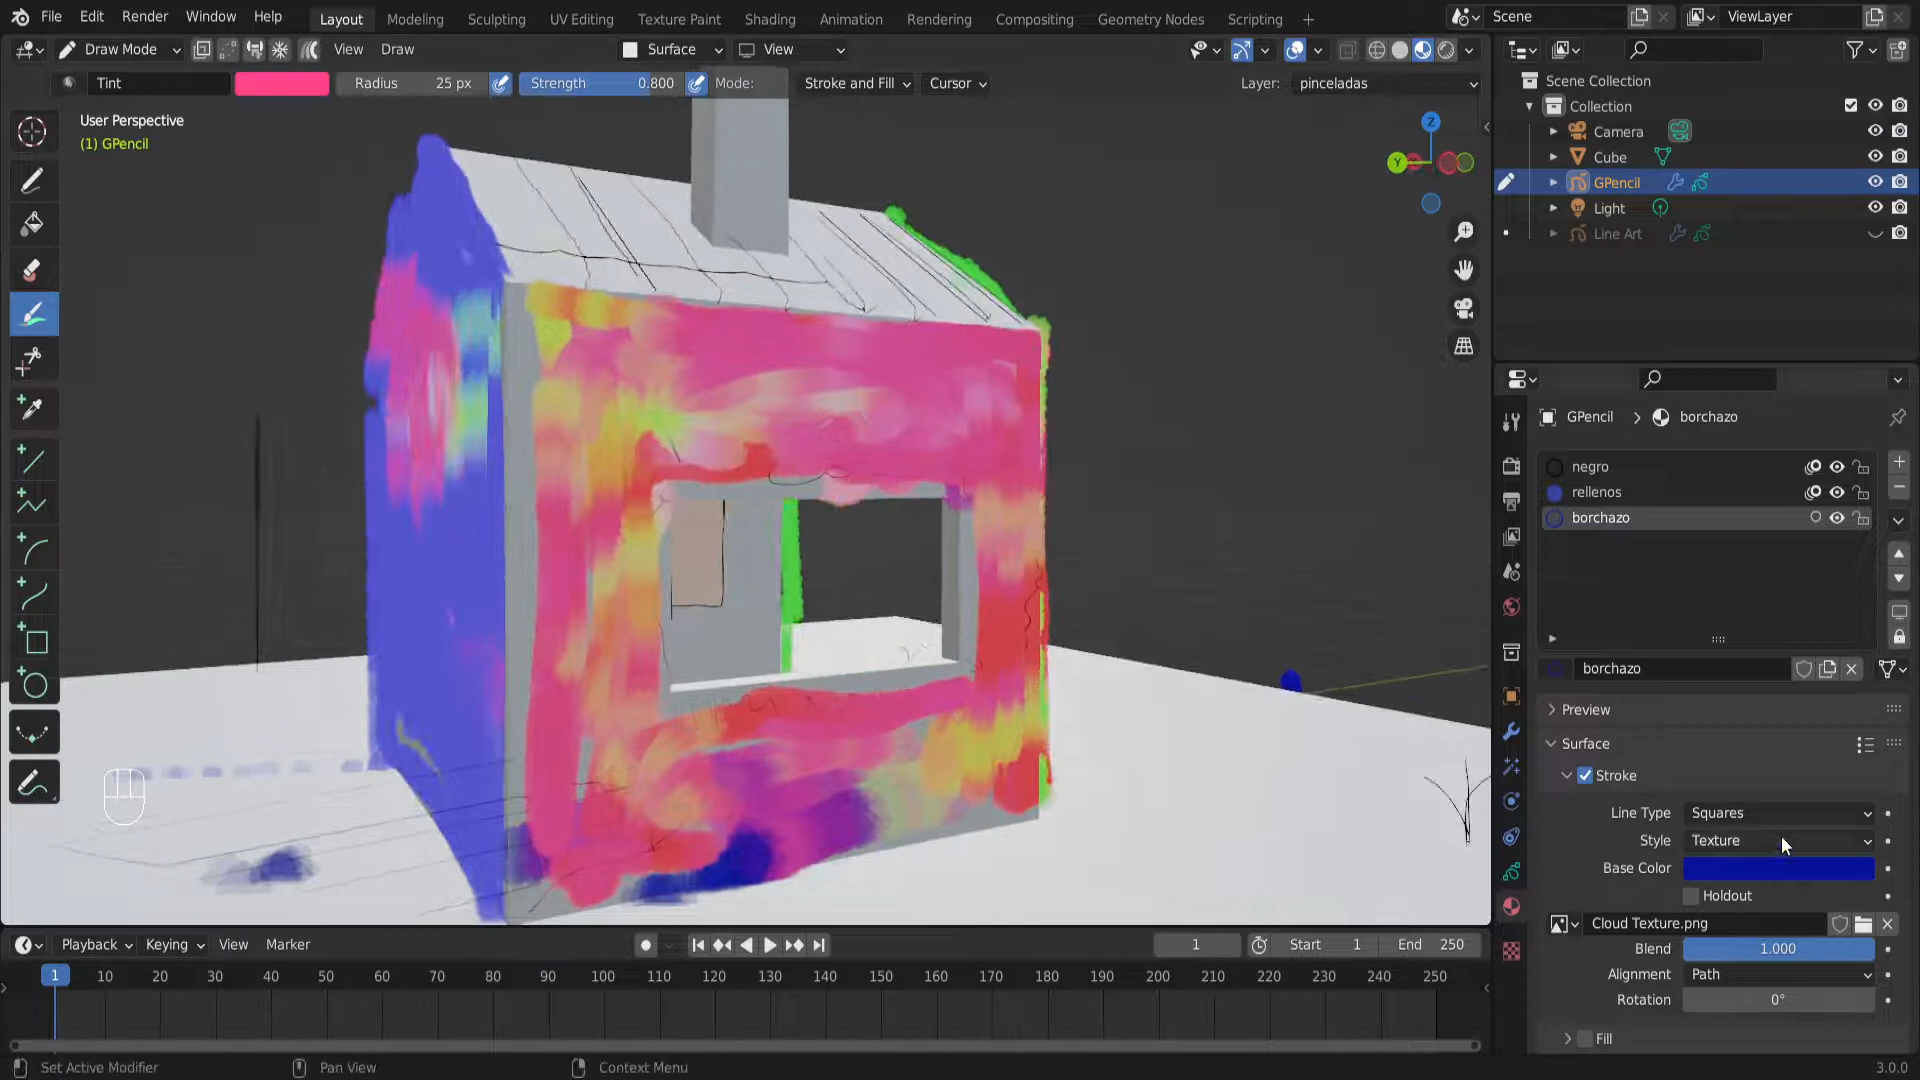 File Edit Render Window Help Layout Modeling Sculpting UV Editing Texture Paint Shading Animation Rendering Compositing Geometry Nodes Scripting + Scene ViewLayer
Draw Mode View Draw Surface View
Tint Radius 25 px Strength 0.800 Mode: Stroke and Fill Cursor Layer: pinceladas
User Perspective
(1) GPencil
Z
Y
Scene Collection
Collection
Camera
Cube
GPencil
Light
Line Art
GPencil borchazo
negro
rellenos
borchazo
borchazo
Preview
Surface
Stroke
Line Type Squares
Style Texture
Base Color
Holdout
Cloud Texture.png
Blend 1.000
Alignment Path
Rotation 0°
Fill
Playback Keying View Marker 1 Start 1 End 250
1 10 20 30 40 50 60 70 80 90 100 110 120 130 140 150 160 170 180 190 200 210 220 230 240 250
Set Active Modifier Pan View Context Menu 3.0.0